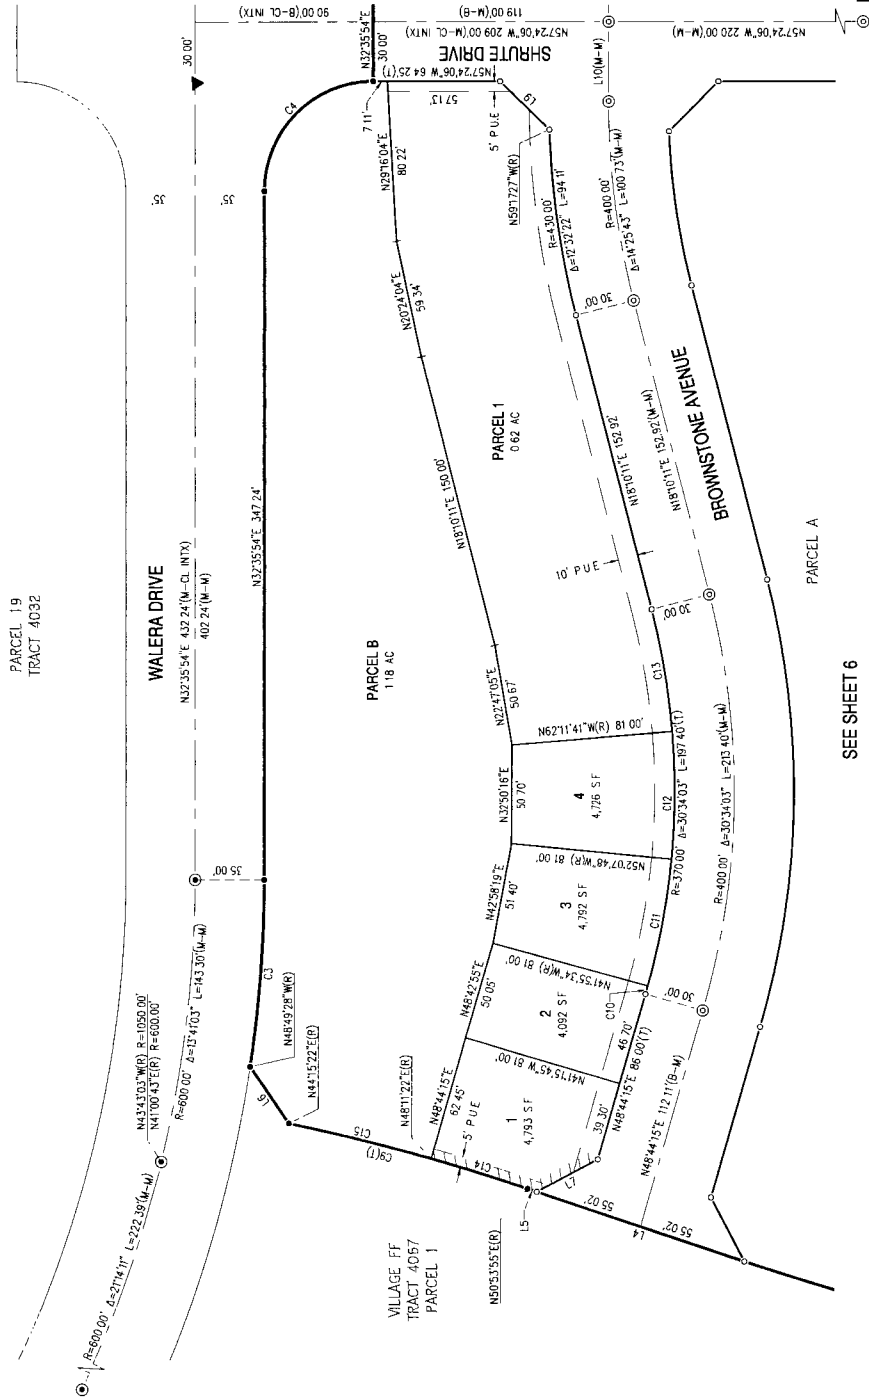 PARCEL 19
TRACT 4032
WALERA DRIVE
N32°35'54"E 432 24'(M-CL INTX)
402 24'(M-M)
35'
35'
30 00'
90 00'(B-CL INTX)
N32°35'54"E
30 00'
119 00'(M-B)
N57°24'06"W 209 00'(M-CL INTX)
N57°24'06"W 220 00'(M-M)
SHRUTE DRIVE
N57°24'06"W 64 25'(T)
57 13'
7 11'
5' P U E
L9
L10(M-M)
C4
N32°35'54"E 347 24'
35 00'
C3
N43°43'03"W(R) R=1050 00'
N41°00'43"E(R) R=600.00'
R=600 00' Δ=13°41'03" L=143 30'(M-M)
R=600 00' Δ=21°14'11" L=222 39'(M-M)
N48°49'28"W(R)
L6
N44°15'22"E(R)
PARCEL B
1 18 AC
N29°16'04"E
80 22'
N20°24'04"E
59 34'
N18°10'11"E 150 00'
N22°47'05"E
50 67'
N32°50'16"E
50 70'
N42°58'19"E
51 40'
N48°42'55"E
50 05'
N48°44'15"E
62 45'
PARCEL 1
0 62 AC
N59°17'27"W(R)
R=430 00'
Δ=12°32'22" L=94 11'
R=400 00'
Δ=14°25'43" L=100 73'(M-M)
30 00'
N18°10'11"E 152 92'
N18°10'11"E 152 92'(M-M)
BROWNSTONE AVENUE
10' P U E
30 00'
C13
N62°11'41"W(R) 81 00'
4
4,726 SF
C12
N52°07'48"W(R) 81 00'
3
4,792 SF
C11
R=370 00' Δ=30°34'03" L=197 40'(T)
R=400 00' Δ=30°34'03" L=213 40'(M-M)
N41°55'34"W(R) 81 00'
2
4,092 SF
C10
46 70'
30 00'
N41°15'45"W 81 00'
1
4,793 SF
39 30'
N48°44'15"E 86 00'(T)
N48°44'15"E 112 11'(B-M)
N48°11'22"E(R)
5' P U E
C15
C9(T)
C14
L5
L7
N50°53'55"E(R)
55 02'
L4
55 02'
VILLAGE FF
TRACT 4057
PARCEL 1
PARCEL A
SEE SHEET 6